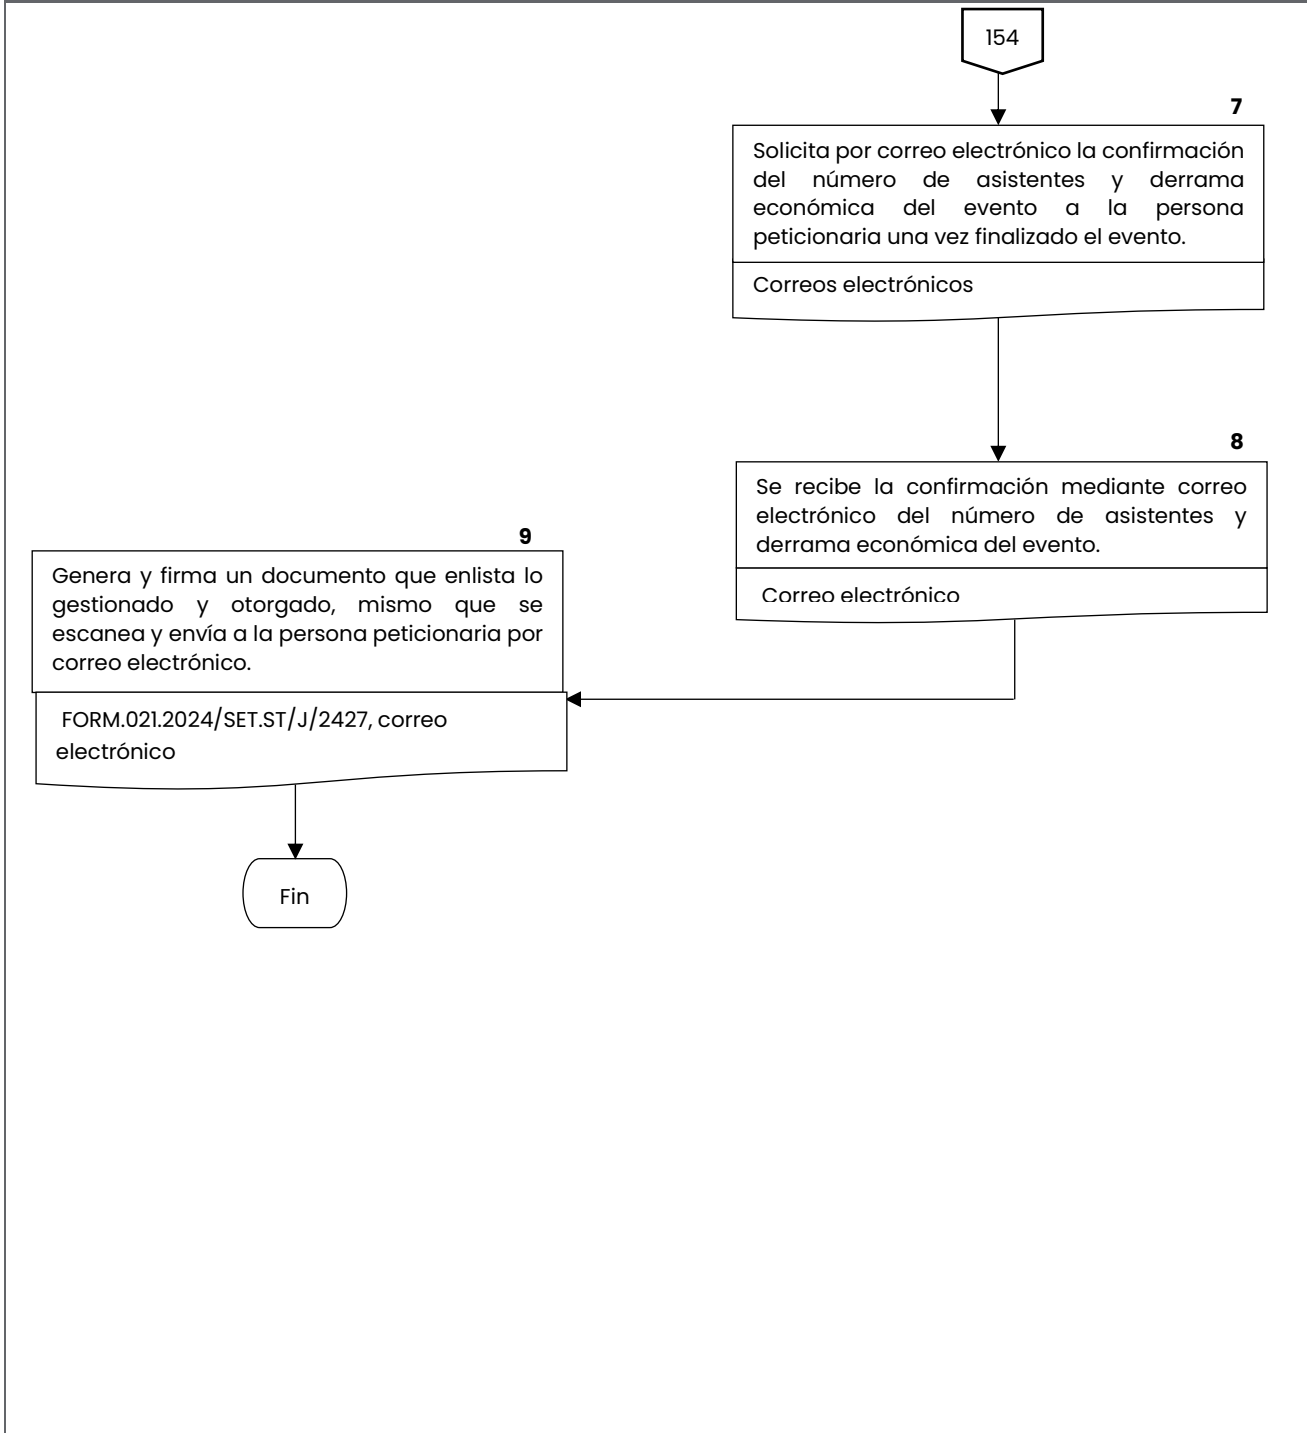 154
7
Solicita por correo electrónico la confirmación
del número de asistentes y derrama
económica del evento a la persona
peticionaria una vez finalizado el evento.
Correos electrónicos
8
Se recibe la confirmación mediante correo
electrónico del número de asistentes y
derrama económica del evento.
Correo electrónico
9
Genera y firma un documento que enlista lo
gestionado y otorgado, mismo que se
escanea y envía a la persona peticionaria por
correo electrónico.
FORM.021.2024/SET.ST/J/2427, correo
electrónico
Fin